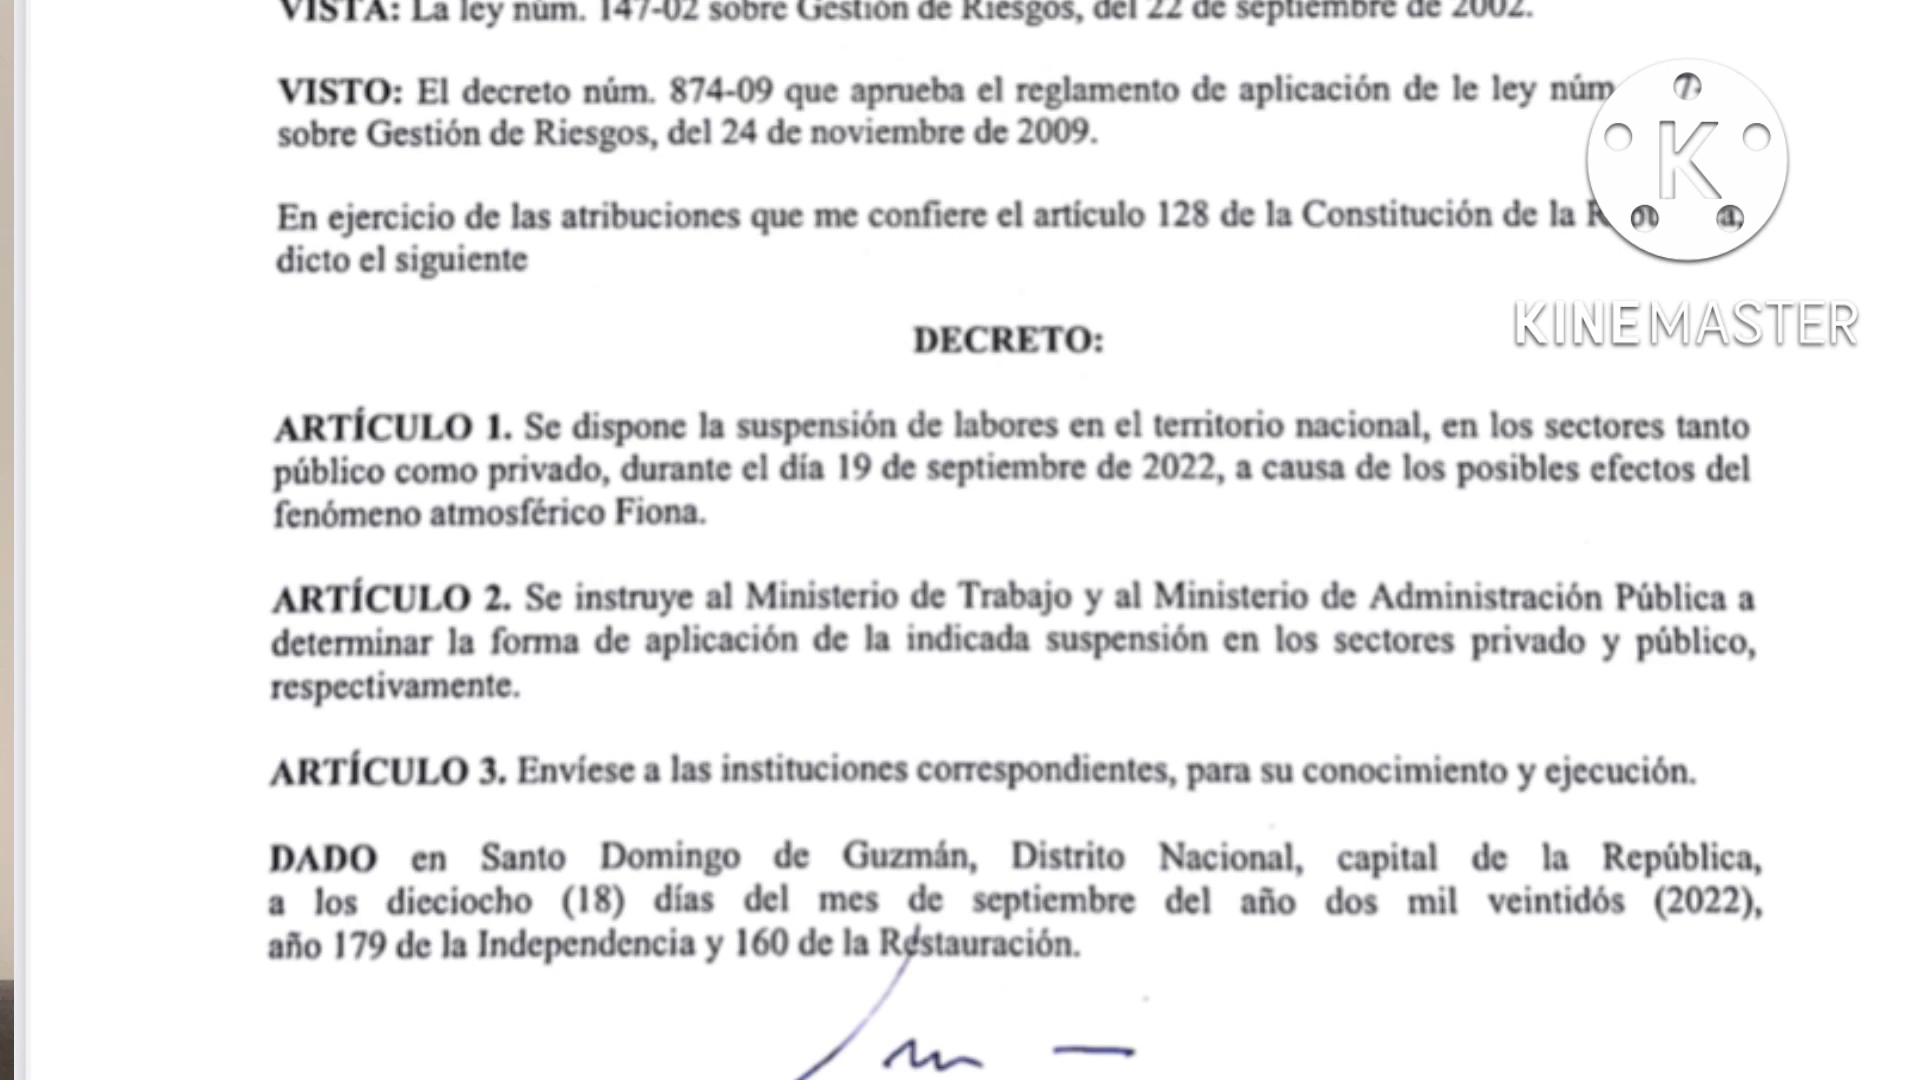 VISTA: La ley núm. 147-02 sobre Gestión de Riesgos, del 22 de septiembre de 2002.
VISTO: El decreto núm. 874-09 que aprueba el reglamento de aplicación de le ley núm
sobre Gestión de Riesgos, del 24 de noviembre de 2009.
En ejercicio de las atribuciones que me confiere el artículo 128 de la Constitución de la
dicto el siguiente
K
KINEMASTER
DECRETO:
ARTÍCULO 1. Se dispone la suspensión de labores en el territorio nacional, en los sectores tanto
público como privado, durante el día 19 de septiembre de 2022, a causa de los posibles efectos del
fenómeno atmosférico Fiona.
ARTÍCULO 2. Se instruye al Ministerio de Trabajo y al Ministerio de Administración Pública a
determinar la forma de aplicación de la indicada suspensión en los sectores privado y público,
respectivamente.
ARTÍCULO 3. Envíese a las instituciones correspondientes, para su conocimiento y ejecución.
DADO en Santo Domingo de Guzmán, Distrito Nacional, capital de la República,
a los dieciocho (18) días del mes de septiembre del año dos mil veintidós (2022),
año 179 de la Independencia y 160 de la Restauración.